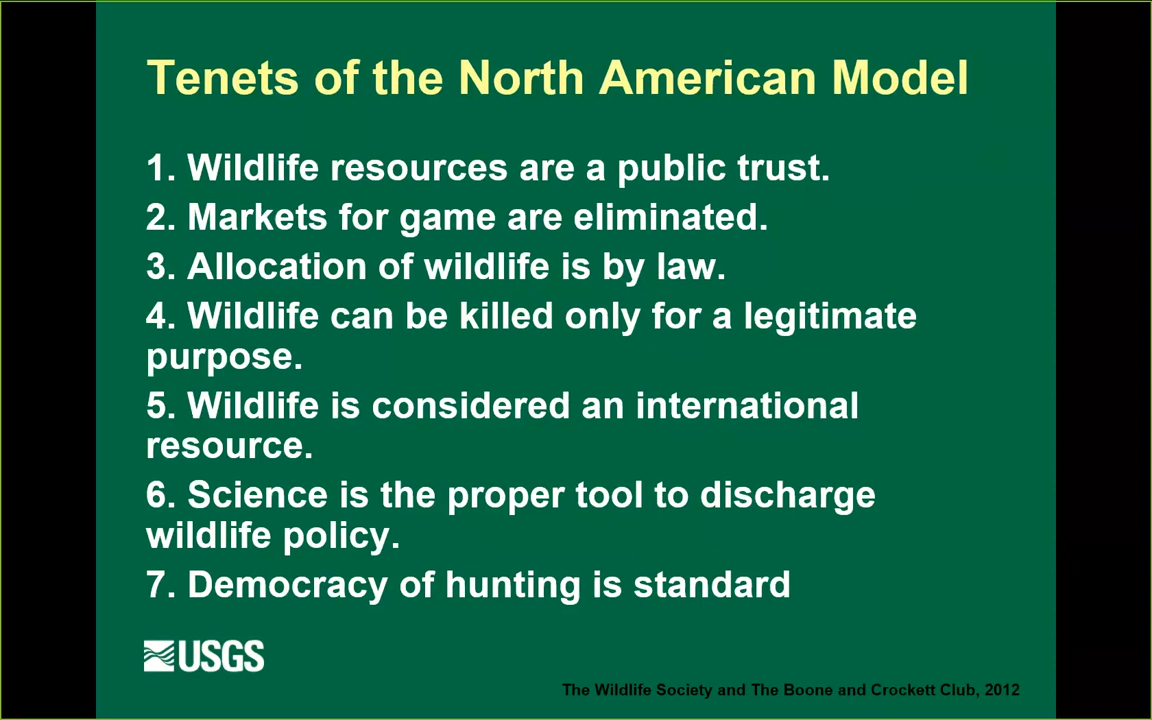 Tenets of the North American Model
1. Wildlife resources are a public trust.
2. Markets for game are eliminated.
3. Allocation of wildlife is by law.
4. Wildlife can be killed only for a legitimate
purpose.
5. Wildlife is considered an international
resource.
6. Science is the proper tool to discharge
wildlife policy.
7. Democracy of hunting is standard
USGS
The Wildlife Society and The Boone and Crockett Club, 2012